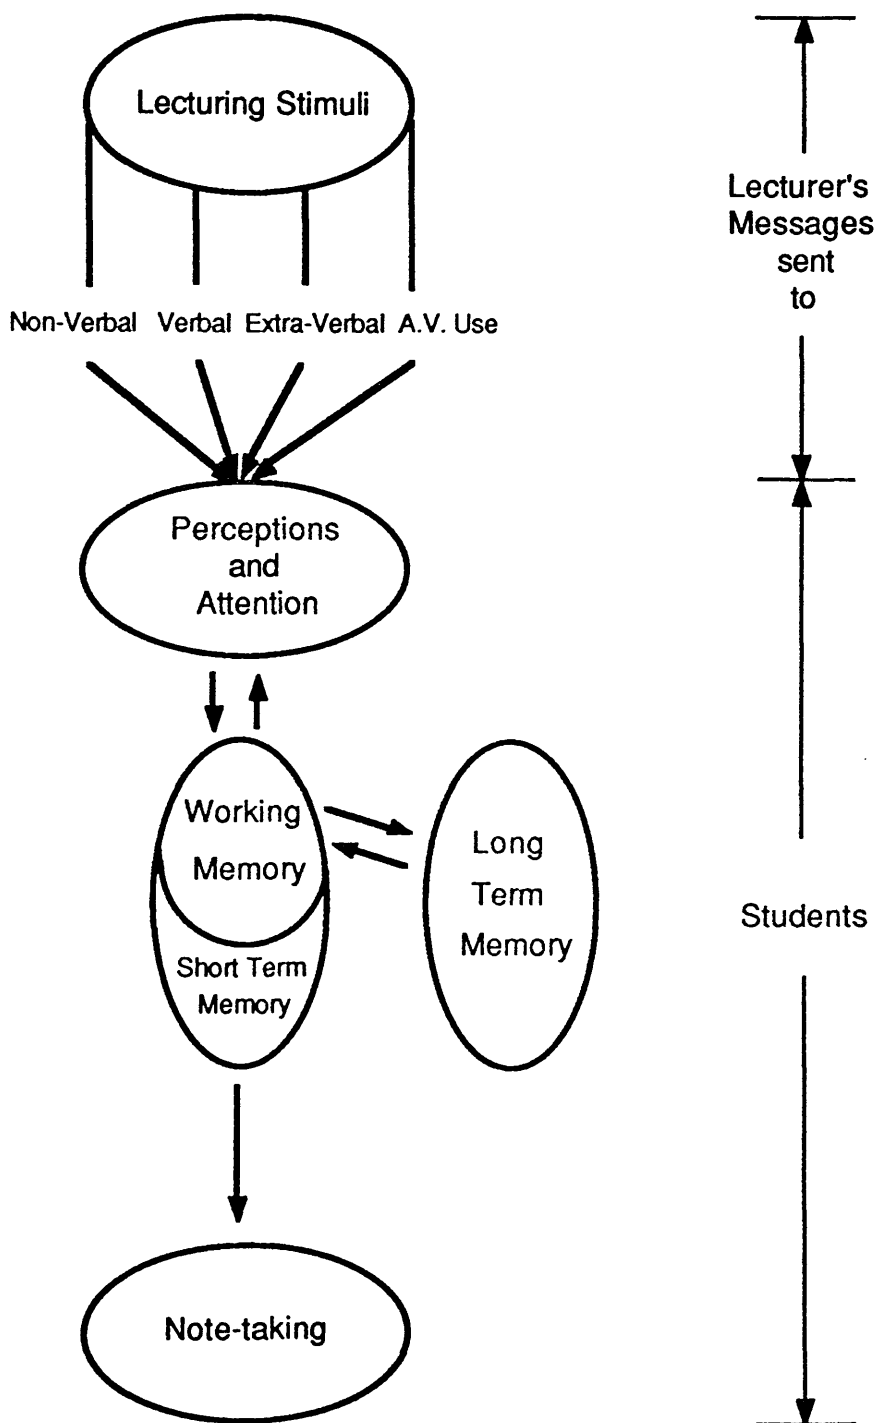 Lecturing Stimuli
Lecturer's
Messages
sent
to
Non-Verbal Verbal Extra-Verbal A.V. Use
Perceptions
and
Attention
Working
Memory
Short Term
Memory
Long
Term
Memory
Students
Note-taking